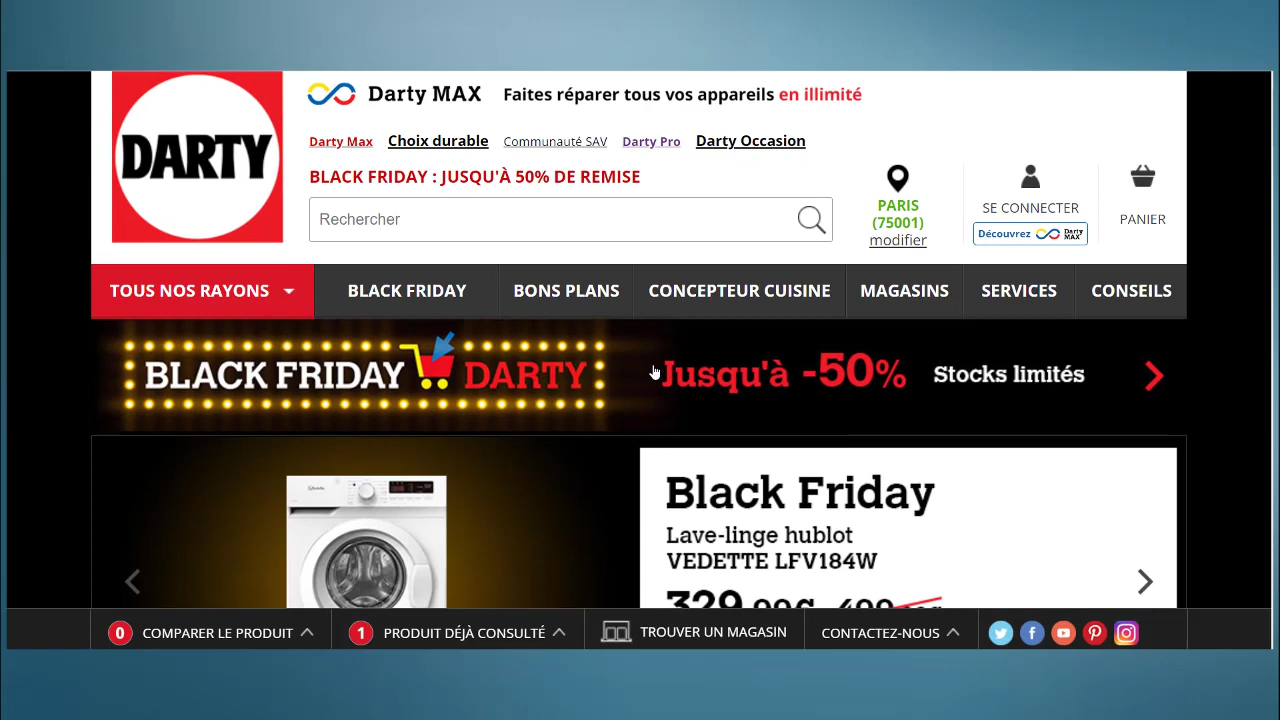 DARTY
Darty MAX Faites réparer tous vos appareils en illimité
Darty Max Choix durable Communauté SAV Darty Pro Darty Occasion
BLACK FRIDAY : JUSQU'À 50% DE REMISE
Rechercher
PARIS
(75001)
modifier
SE CONNECTER
Découvrez Darty MAX
PANIER
TOUS NOS RAYONS BLACK FRIDAY BONS PLANS CONCEPTEUR CUISINE MAGASINS SERVICES CONSEILS
BLACK FRIDAY DARTY Jusqu'à -50% Stocks limités
Black Friday
Lave-linge hublot
VEDETTE LFV184W
0 COMPARER LE PRODUIT 1 PRODUIT DÉJÀ CONSULTÉ TROUVER UN MAGASIN CONTACTEZ-NOUS